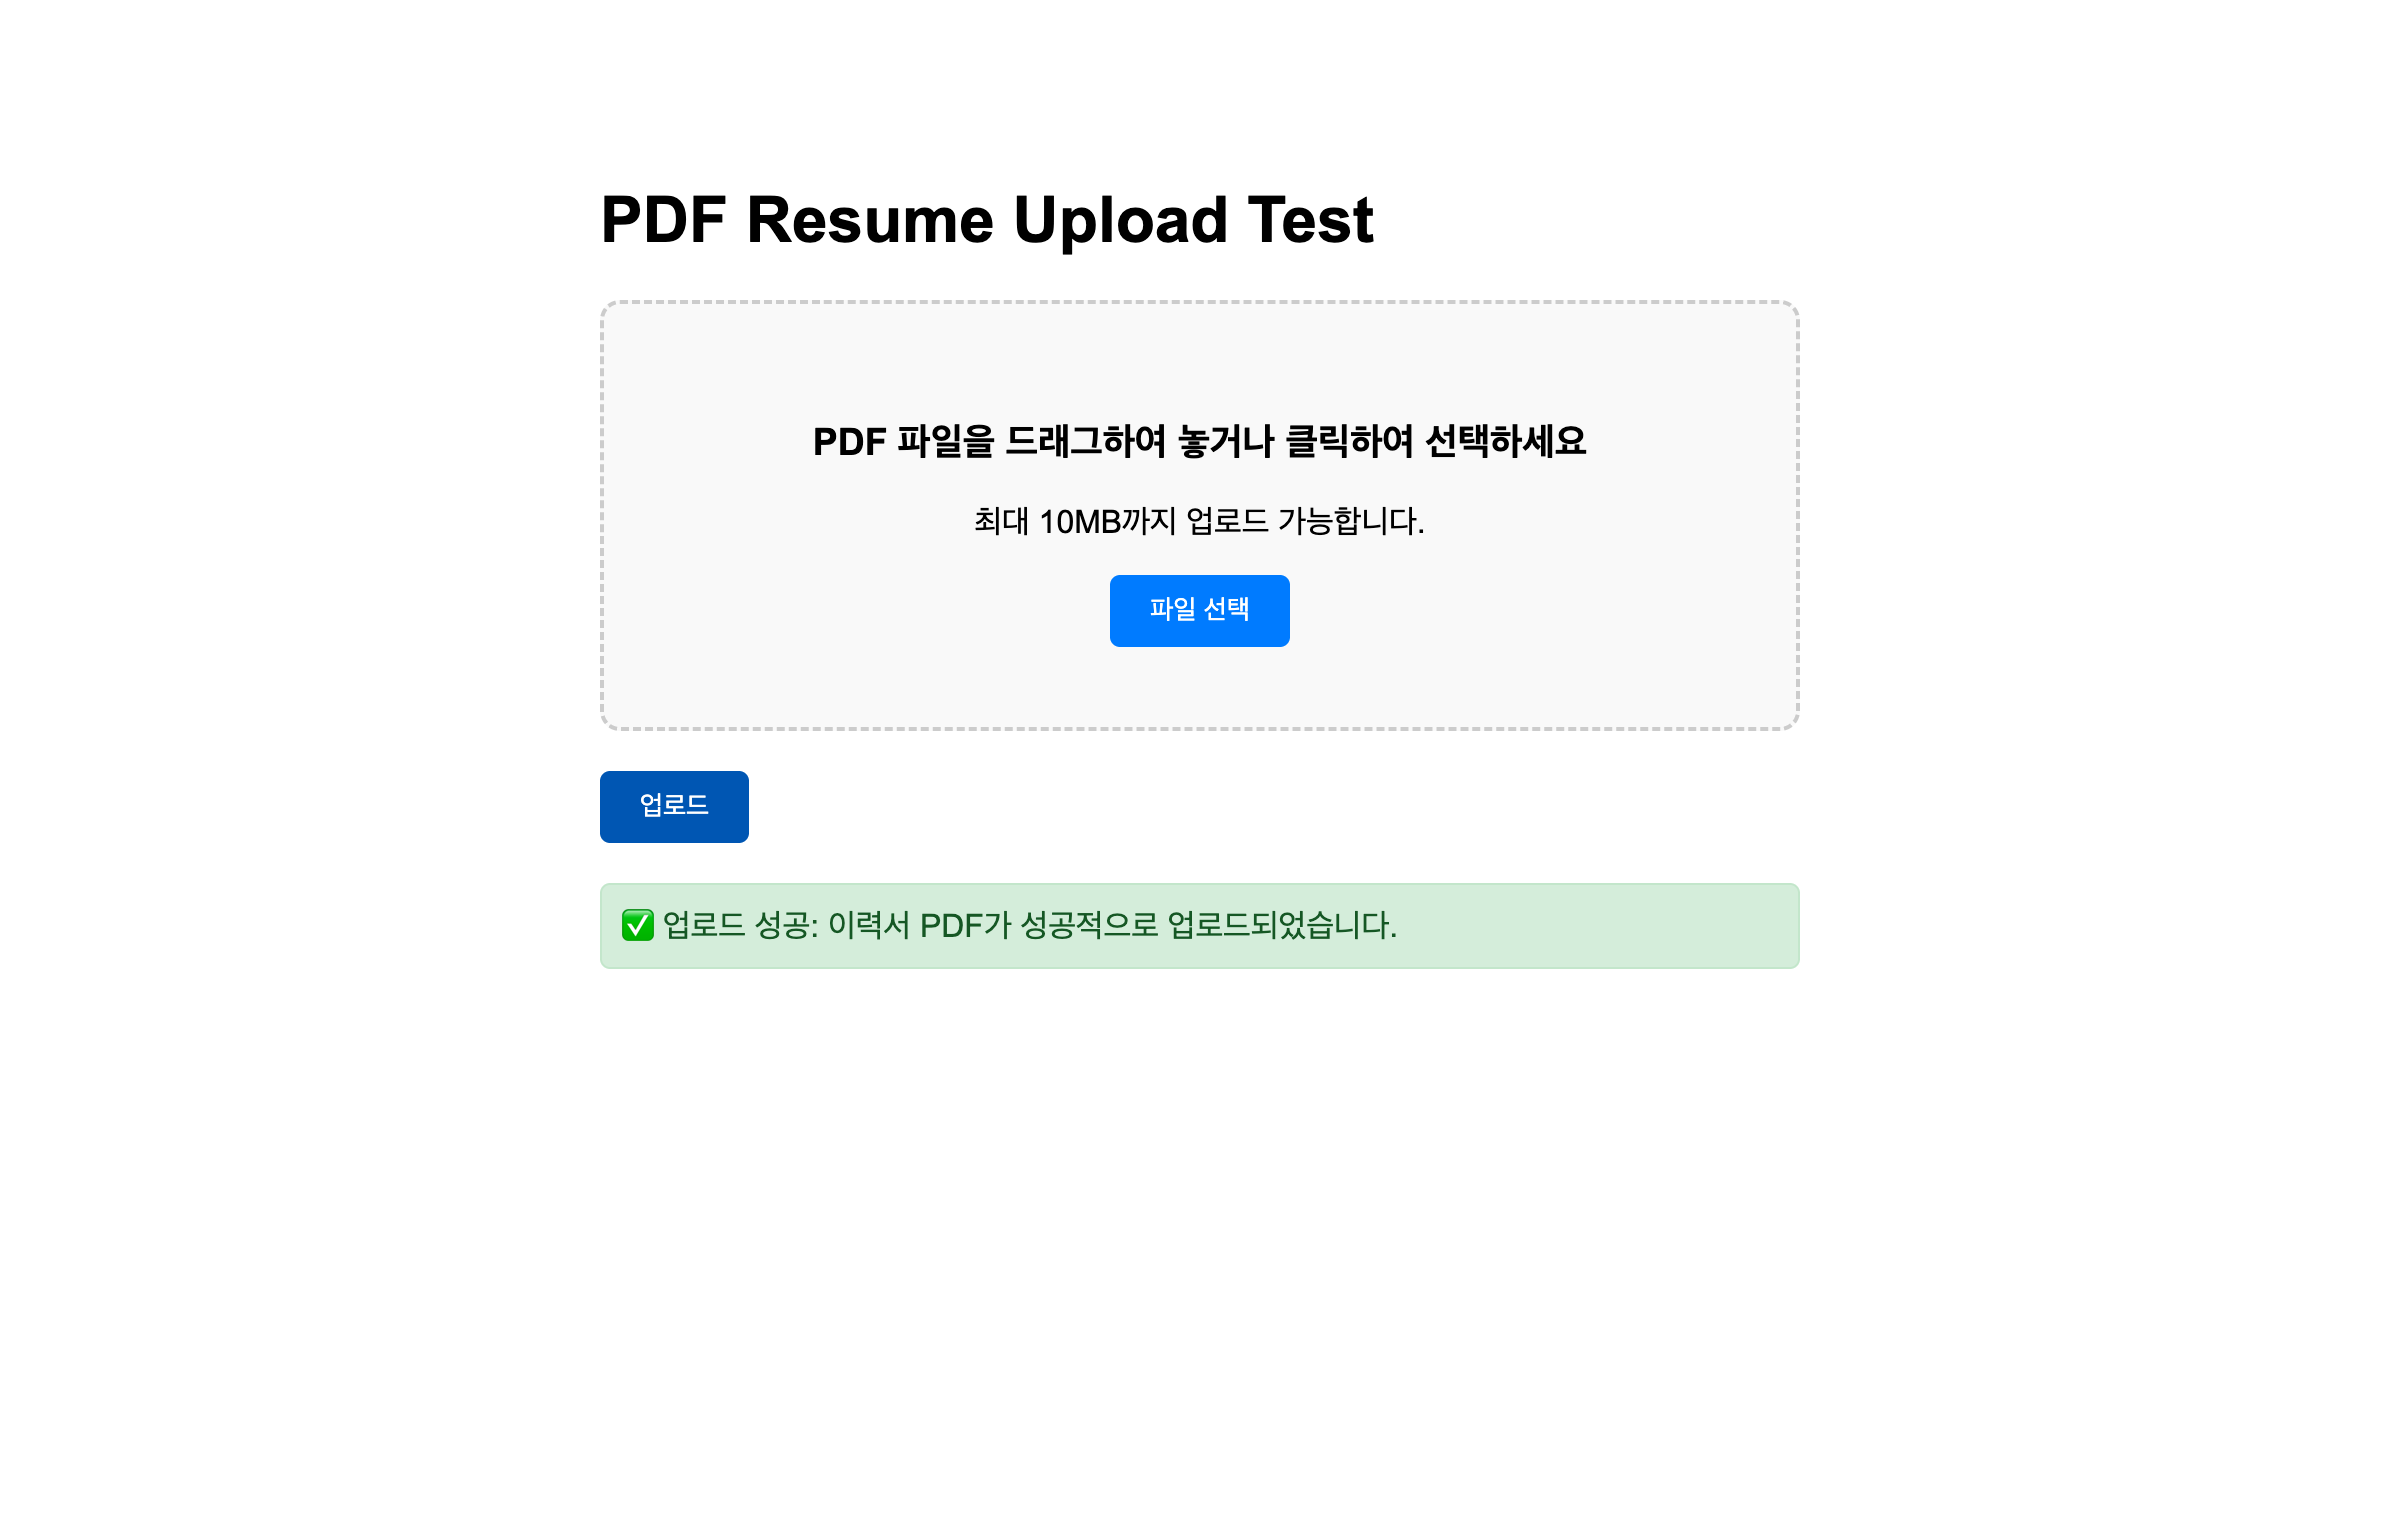 PDF Resume Upload Test
PDF 파일을 드래그하여 놓거나 클릭하여 선택하세요
최대 10MB까지 업로드 가능합니다.
파일 선택
업로드
✅ 업로드 성공: 이력서 PDF가 성공적으로 업로드되었습니다.